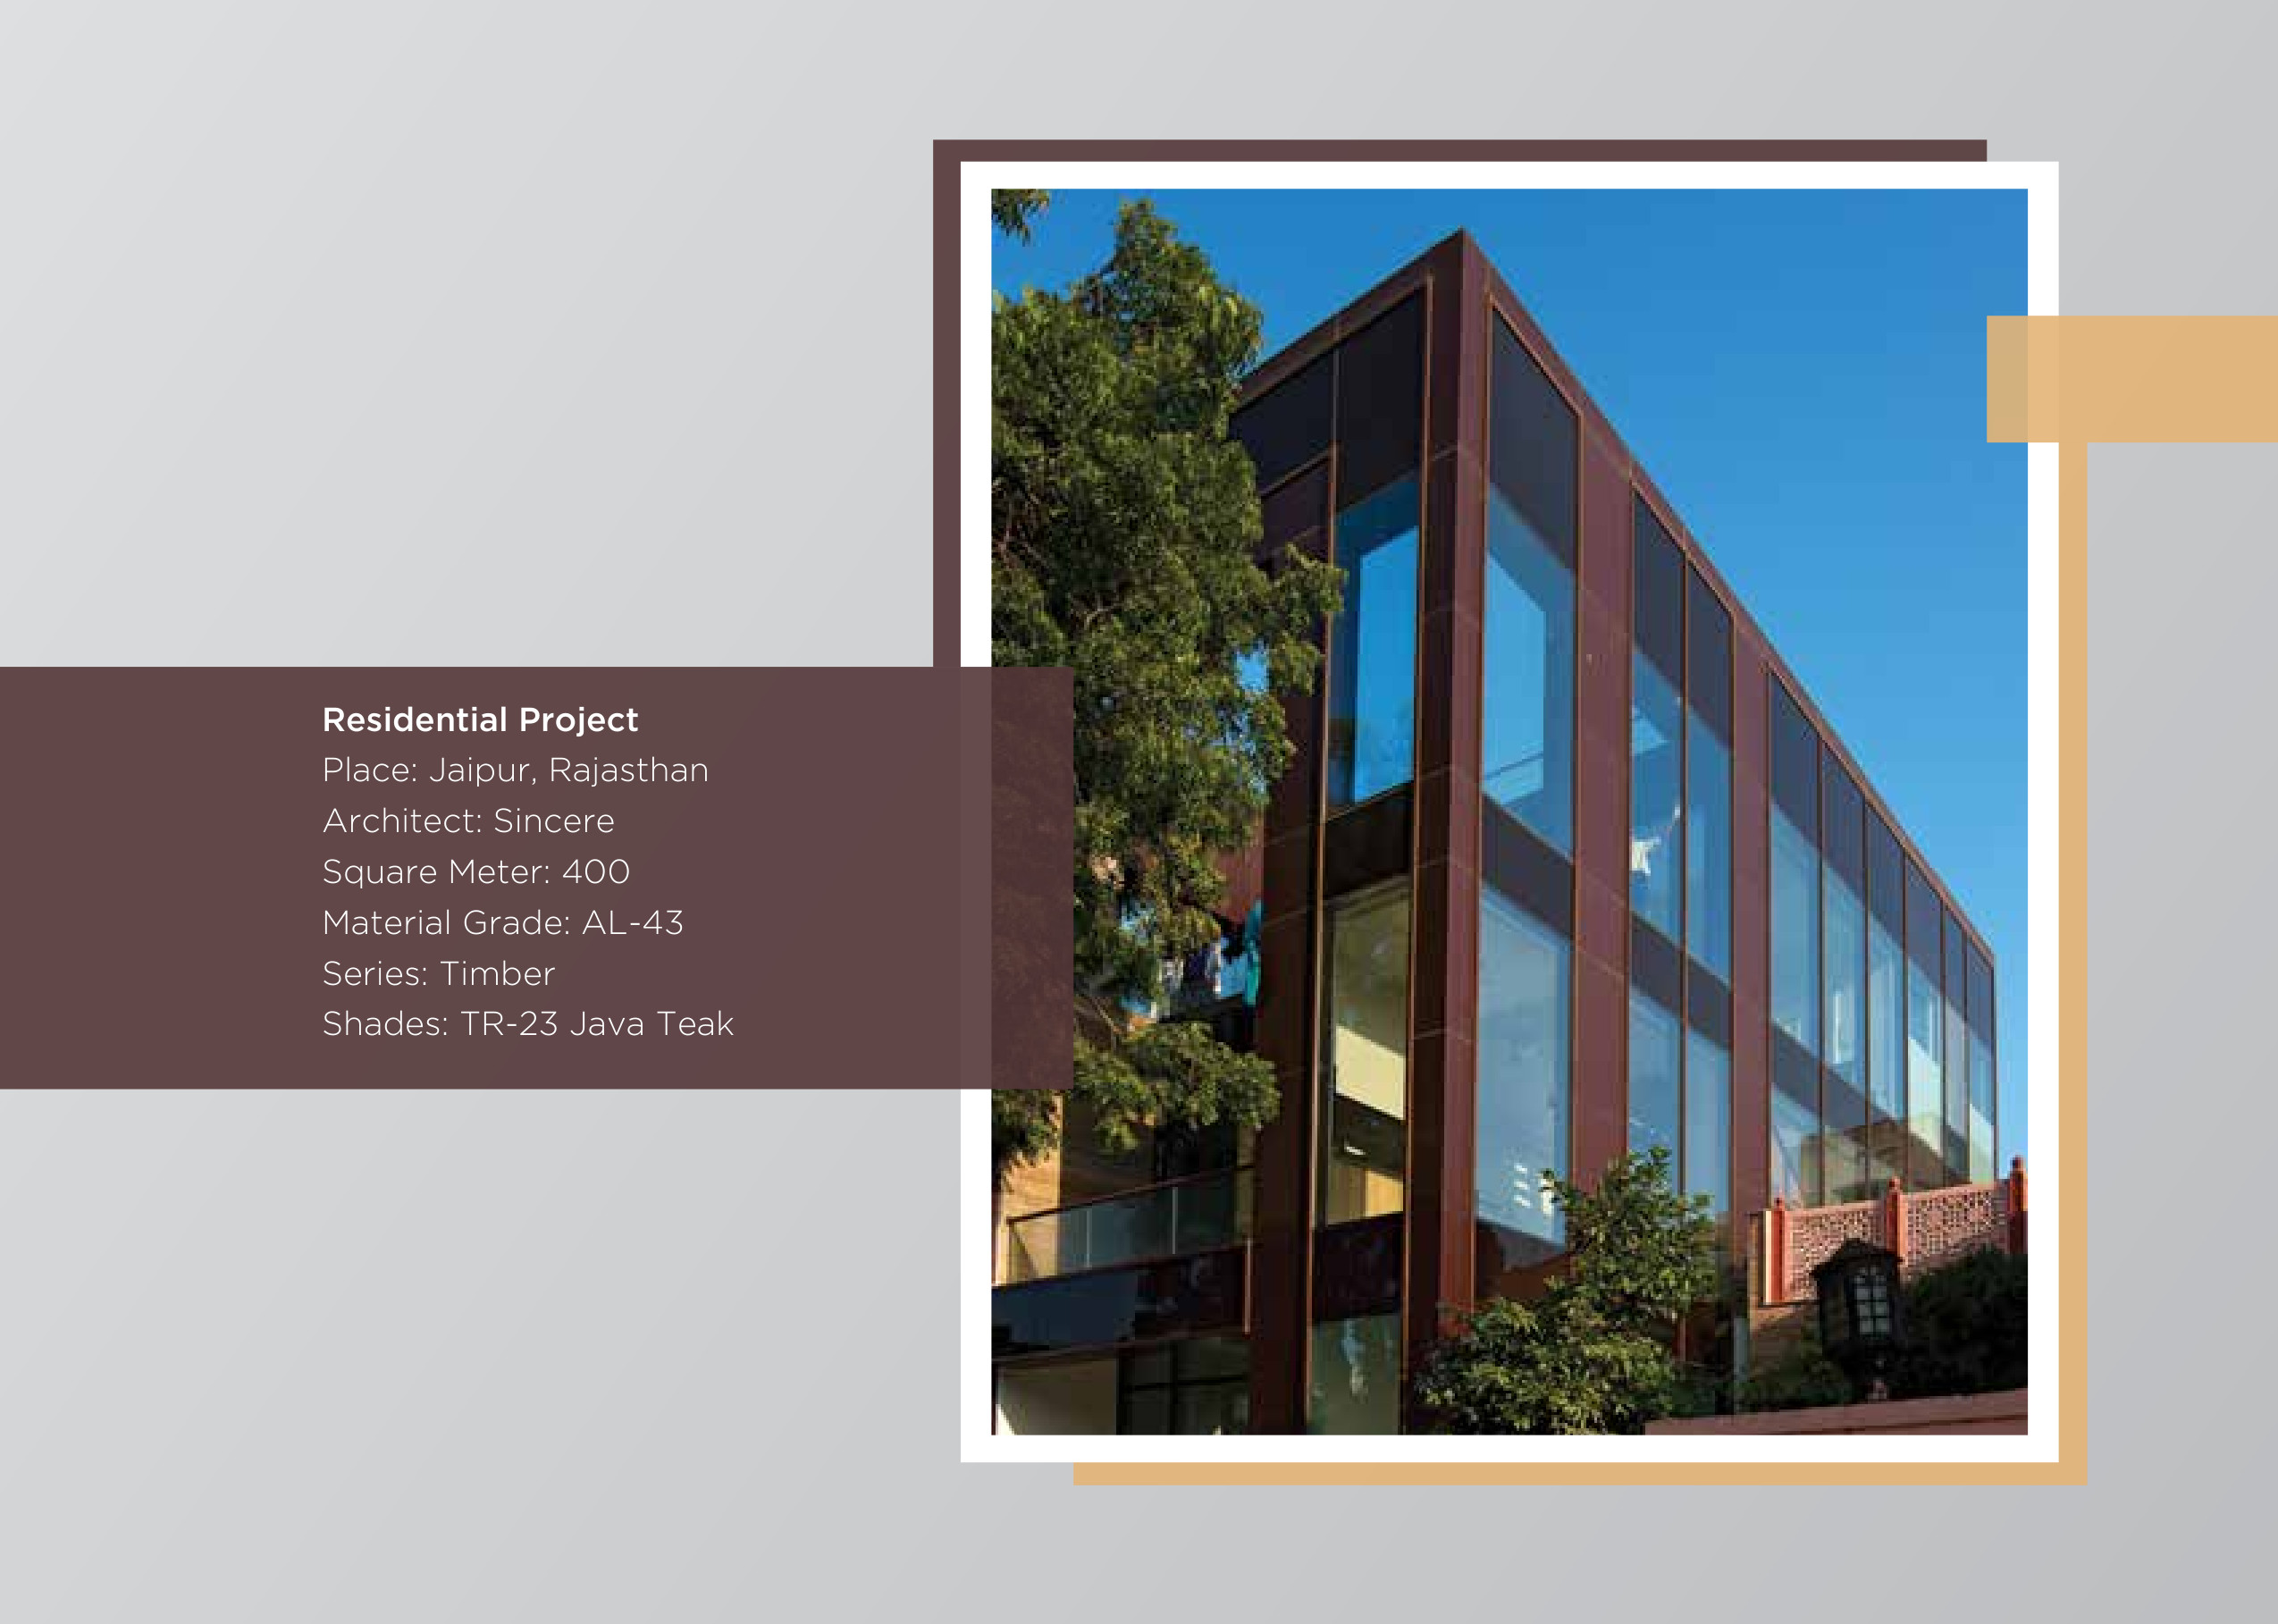 Residential Project
Place: Jaipur, Rajasthan
Architect: Sincere
Square Meter: 400
Material Grade: AL-43
Series: Timber
Shades: TR-23 Java Teak